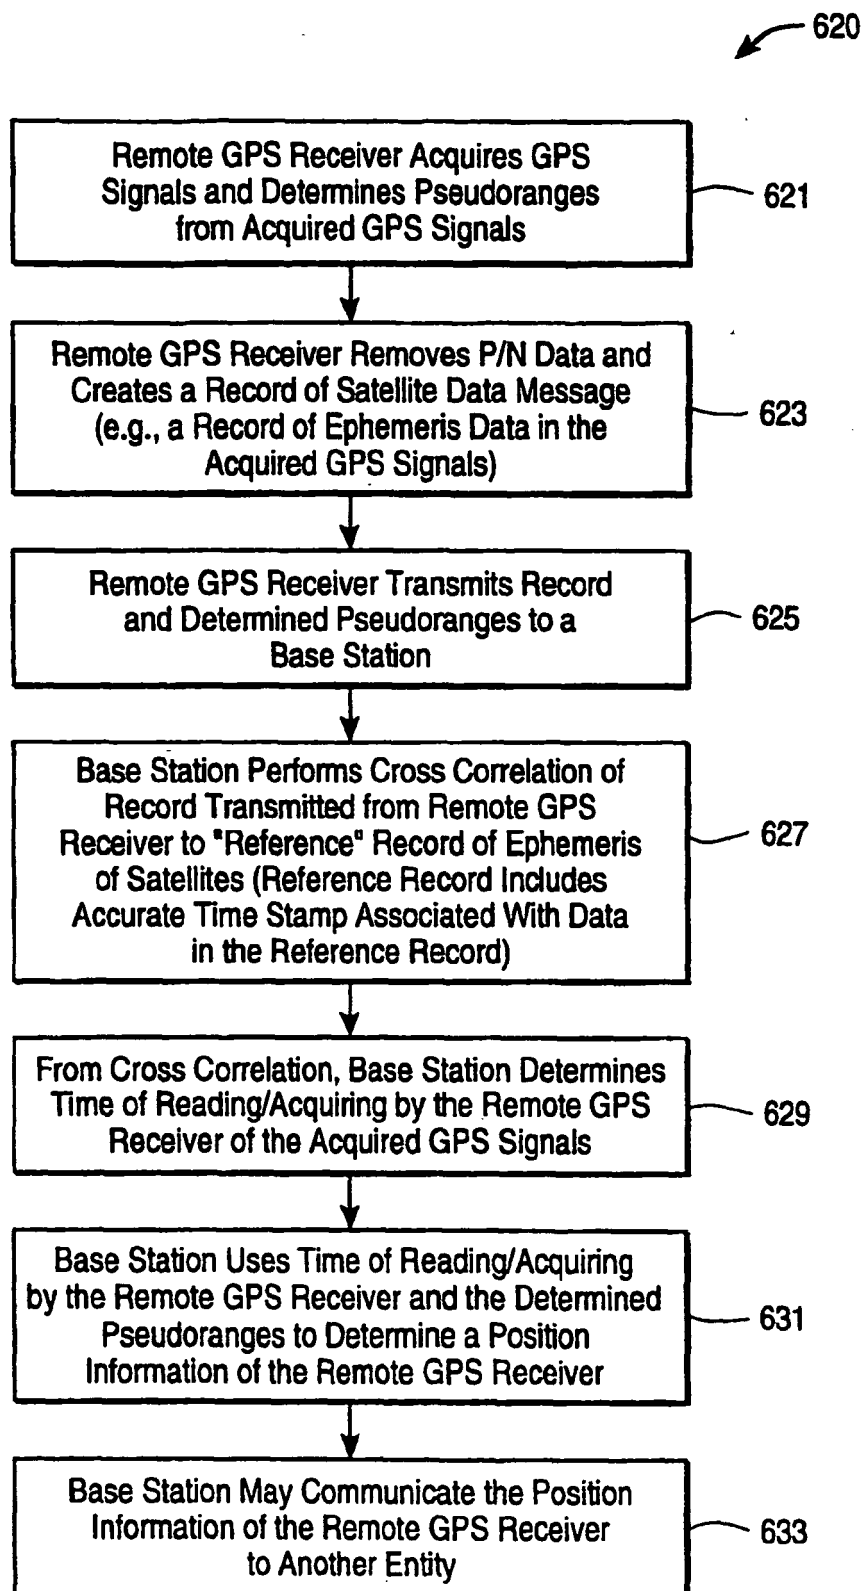 620
Remote GPS Receiver Acquires GPS
Signals and Determines Pseudoranges
from Acquired GPS Signals
621
Remote GPS Receiver Removes P/N Data and
Creates a Record of Satellite Data Message
(e.g., a Record of Ephemeris Data in the
Acquired GPS Signals)
623
Remote GPS Receiver Transmits Record
and Determined Pseudoranges to a
Base Station
625
Base Station Performs Cross Correlation of
Record Transmitted from Remote GPS
Receiver to "Reference" Record of Ephemeris
of Satellites (Reference Record Includes
Accurate Time Stamp Associated With Data
in the Reference Record)
627
From Cross Correlation, Base Station Determines
Time of Reading/Acquiring by the Remote GPS
Receiver of the Acquired GPS Signals
629
Base Station Uses Time of Reading/Acquiring
by the Remote GPS Receiver and the Determined
Pseudoranges to Determine a Position
Information of the Remote GPS Receiver
631
Base Station May Communicate the Position
Information of the Remote GPS Receiver
to Another Entity
633